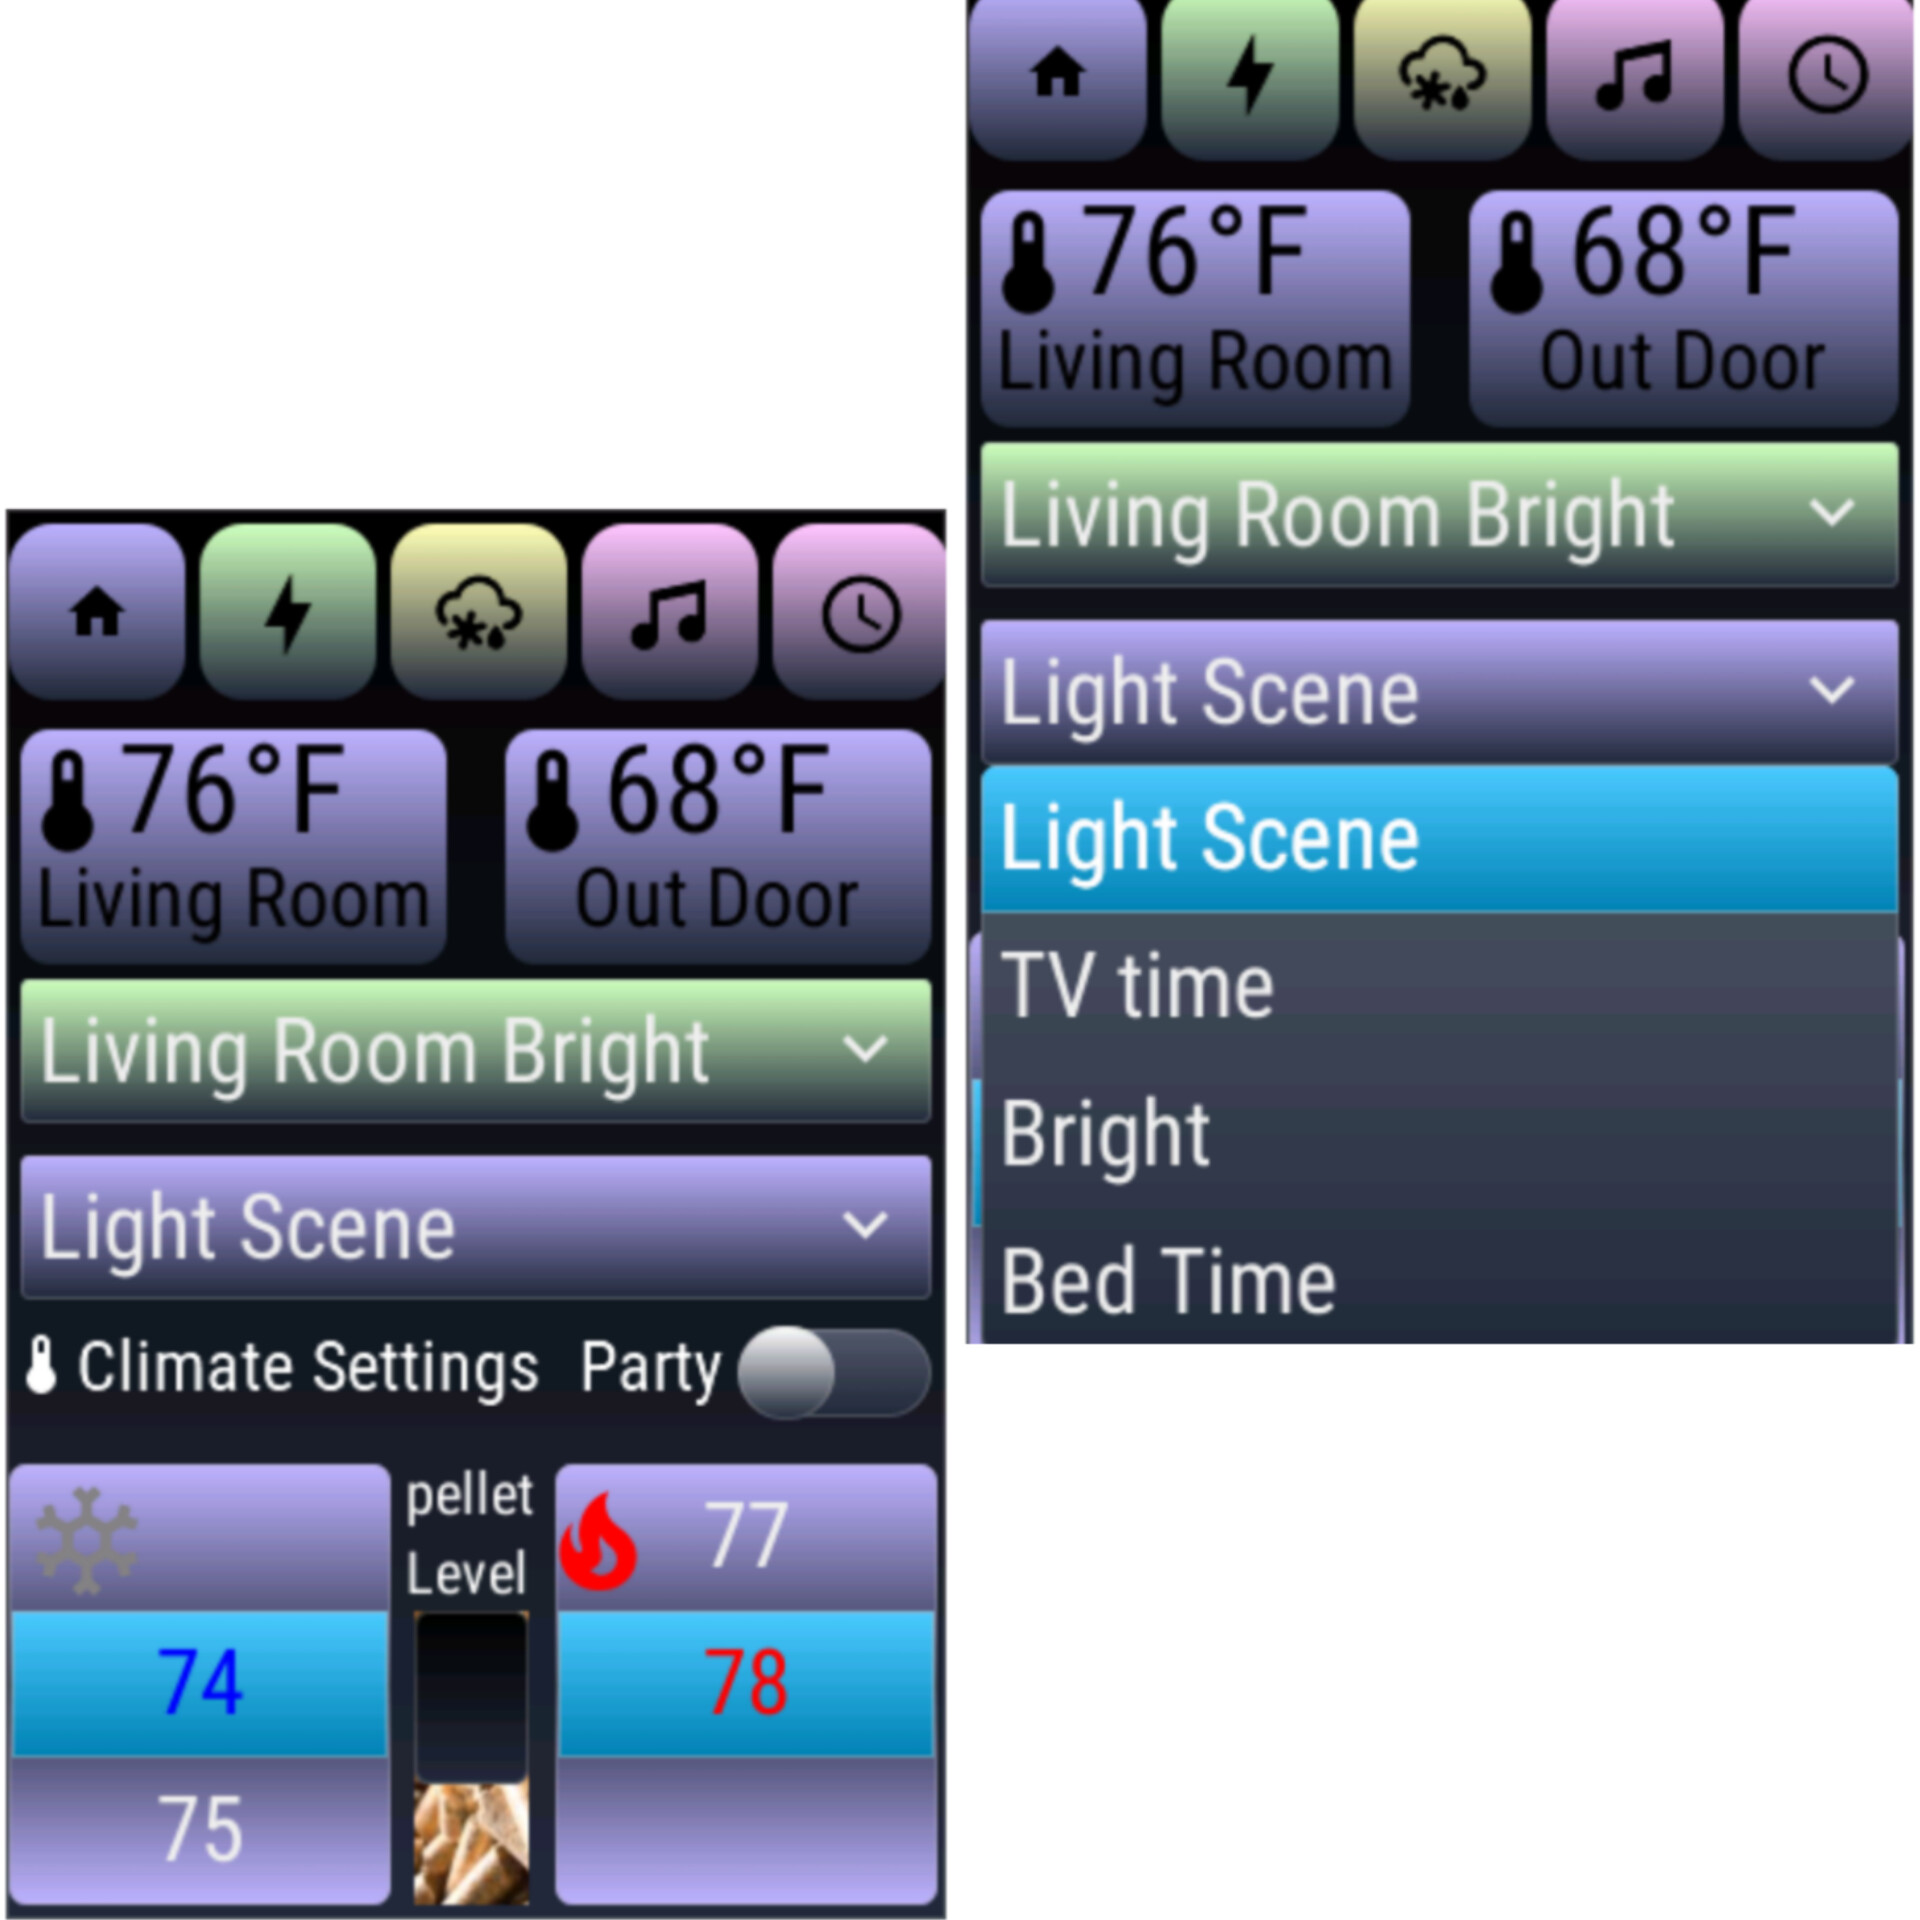 76°F
Living Room
68°F
Out Door
Living Room Bright
Light Scene
Climate Settings
Party
74
75
pellet
Level
77
78
76°F
Living Room
68°F
Out Door
Living Room Bright
Light Scene
Light Scene
TV time
Bright
Bed Time